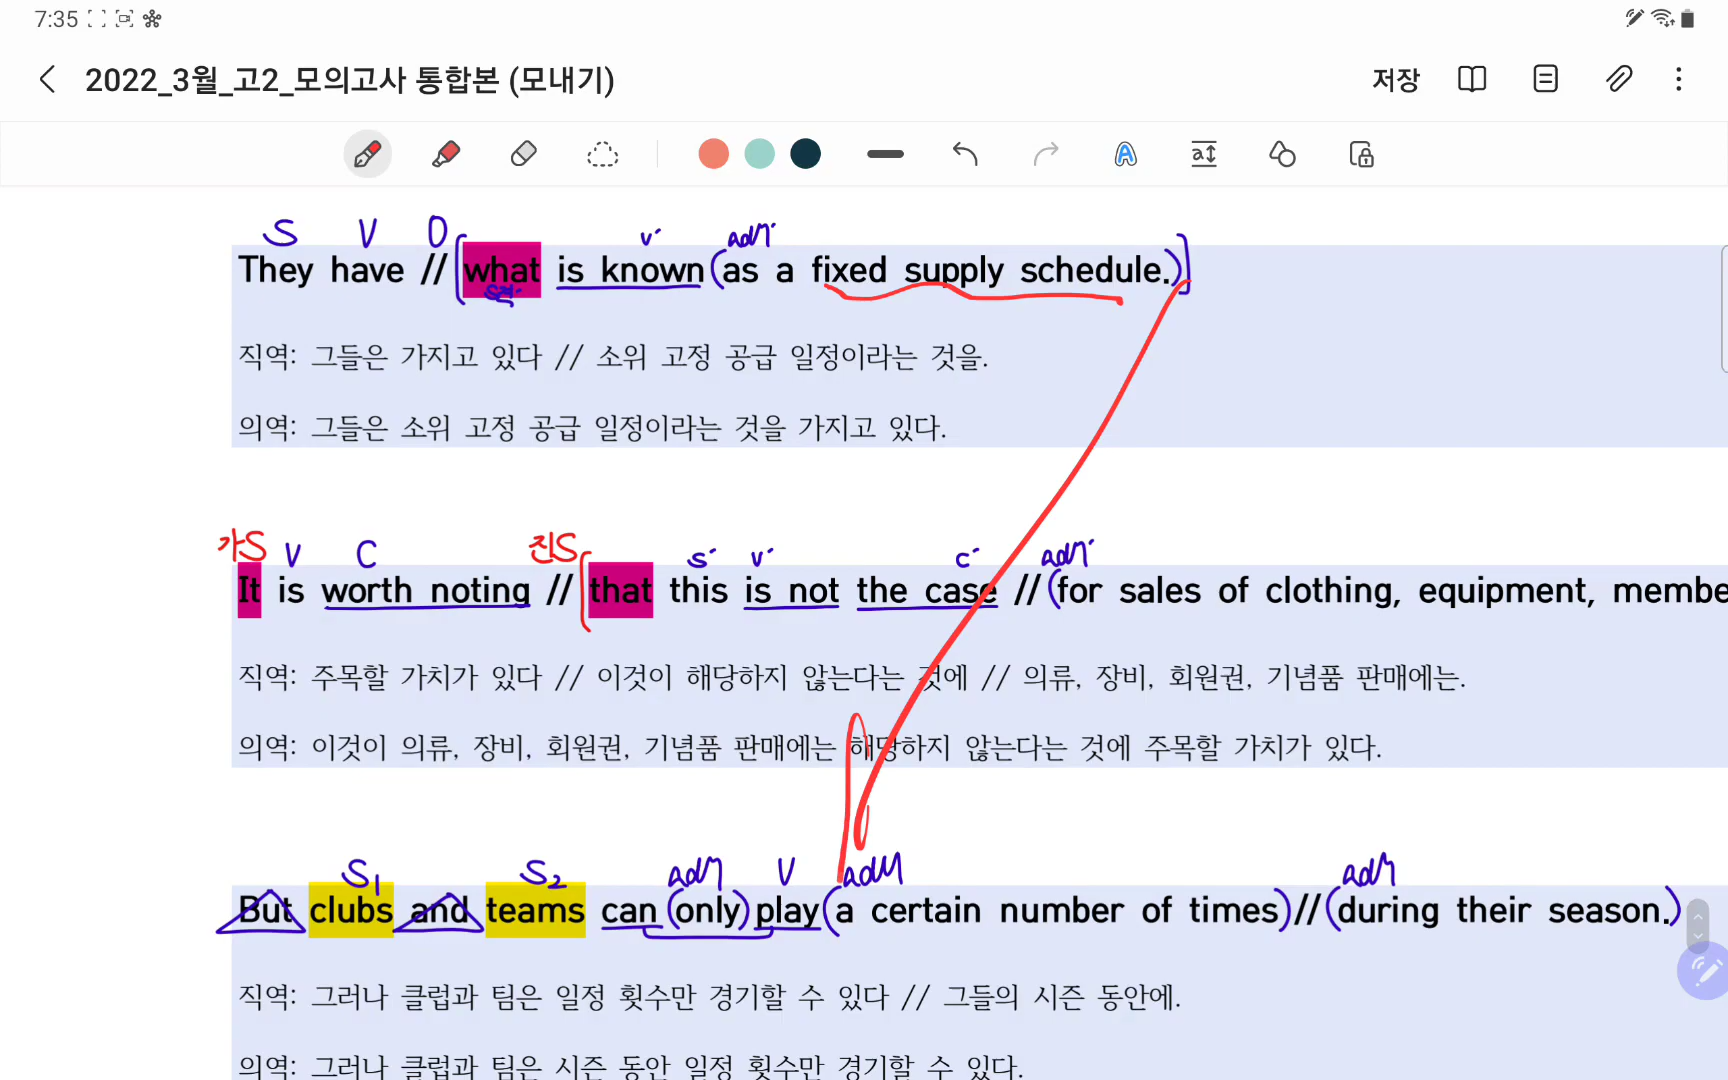 7:35
2022_3월_고2_모의고사 통합본 (모내기)
저장
S V O v' adM'
They have // [what is known (as a fixed supply schedule.)]
직역: 그들은 가지고 있다 // 소위 고정 공급 일정이라는 것을.
의역: 그들은 소위 고정 공급 일정이라는 것을 가지고 있다.
가S V C 진S s' v' c' adM'
It is worth noting // [that this is not the case // (for sales of clothing, equipment, membe
직역: 주목할 가치가 있다 // 이것이 해당하지 않는다는 것에 // 의류, 장비, 회원권, 기념품 판매에는.
의역: 이것이 의류, 장비, 회원권, 기념품 판매에는 해당하지 않는다는 것에 주목할 가치가 있다.
S1 S2 adM V adM adM
But clubs and teams can (only) play (a certain number of times) // (during their season.)
직역: 그러나 클럽과 팀은 일정 횟수만 경기할 수 있다 // 그들의 시즌 동안에.
의역: 그러나 클럽과 팀은 시즌 동안 일정 횟수만 경기할 수 있다.